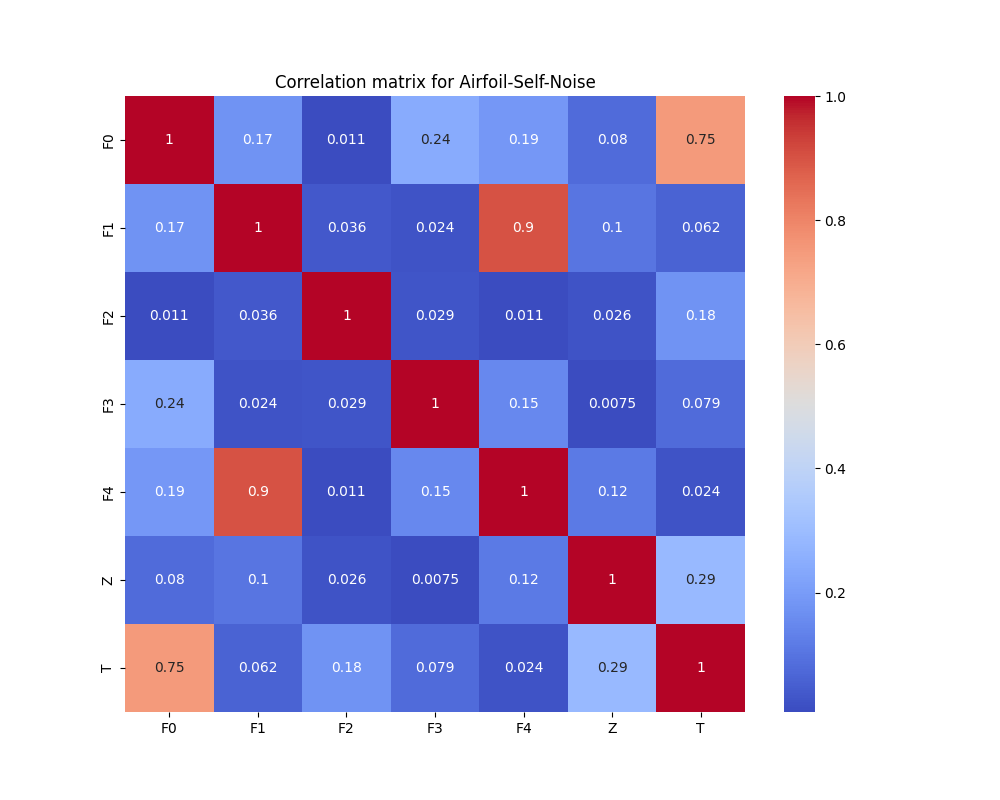 Correlation matrix for Airfoil-Self-Noise
F0 1 0.17 0.011 0.24 0.19 0.08 0.75
F1 0.17 1 0.036 0.024 0.9 0.1 0.062
F2 0.011 0.036 1 0.029 0.011 0.026 0.18
F3 0.24 0.024 0.029 1 0.15 0.0075 0.079
F4 0.19 0.9 0.011 0.15 1 0.12 0.024
Z 0.08 0.1 0.026 0.0075 0.12 1 0.29
T 0.75 0.062 0.18 0.079 0.024 0.29 1
F0 F1 F2 F3 F4 Z T
1.0
0.8
0.6
0.4
0.2